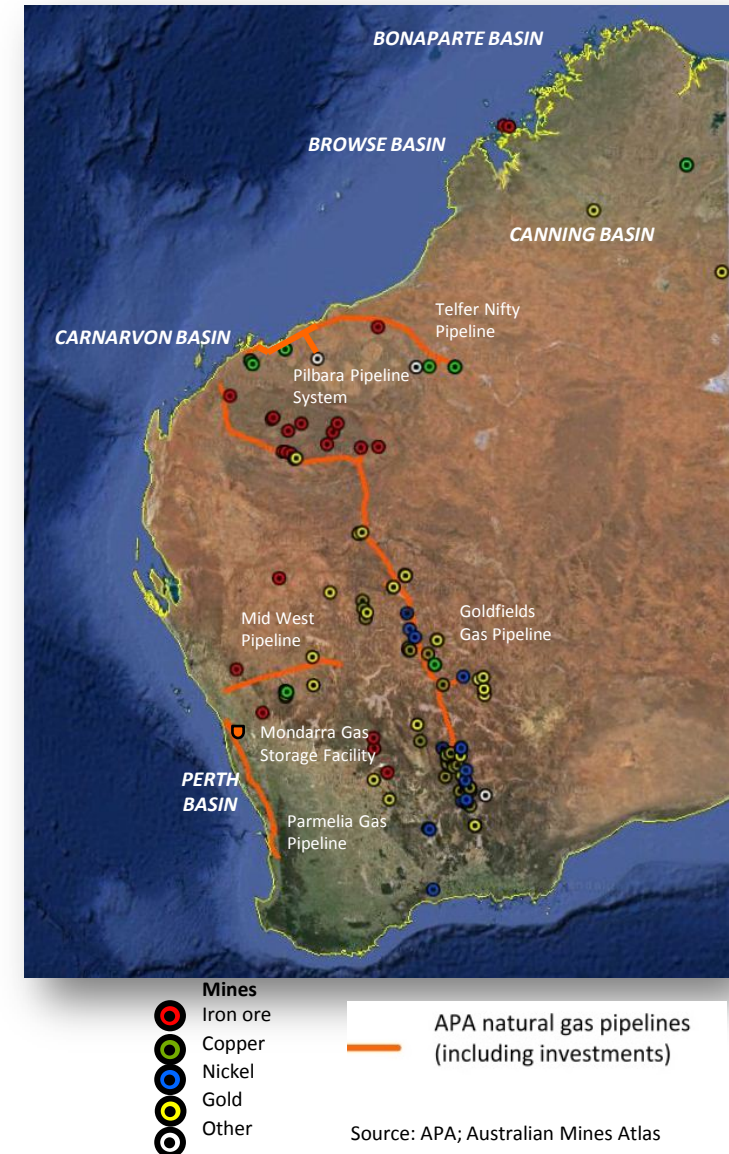 BONAPARTE BASIN
BROWSE BASIN
CANNING BASIN
Telfer Nifty
Pipeline
CARNARVON BASIN
Pilbara Pipeline
System
Mid West
Pipeline
Goldfields
Gas Pipeline
Mondarra Gas
Storage Facility
PERTH
BASIN
Parmelia Gas
Pipeline
Mines
Iron ore
Copper
Nickel
Gold
Other
APA natural gas pipelines
(including investments)
Source: APA; Australian Mines Atlas